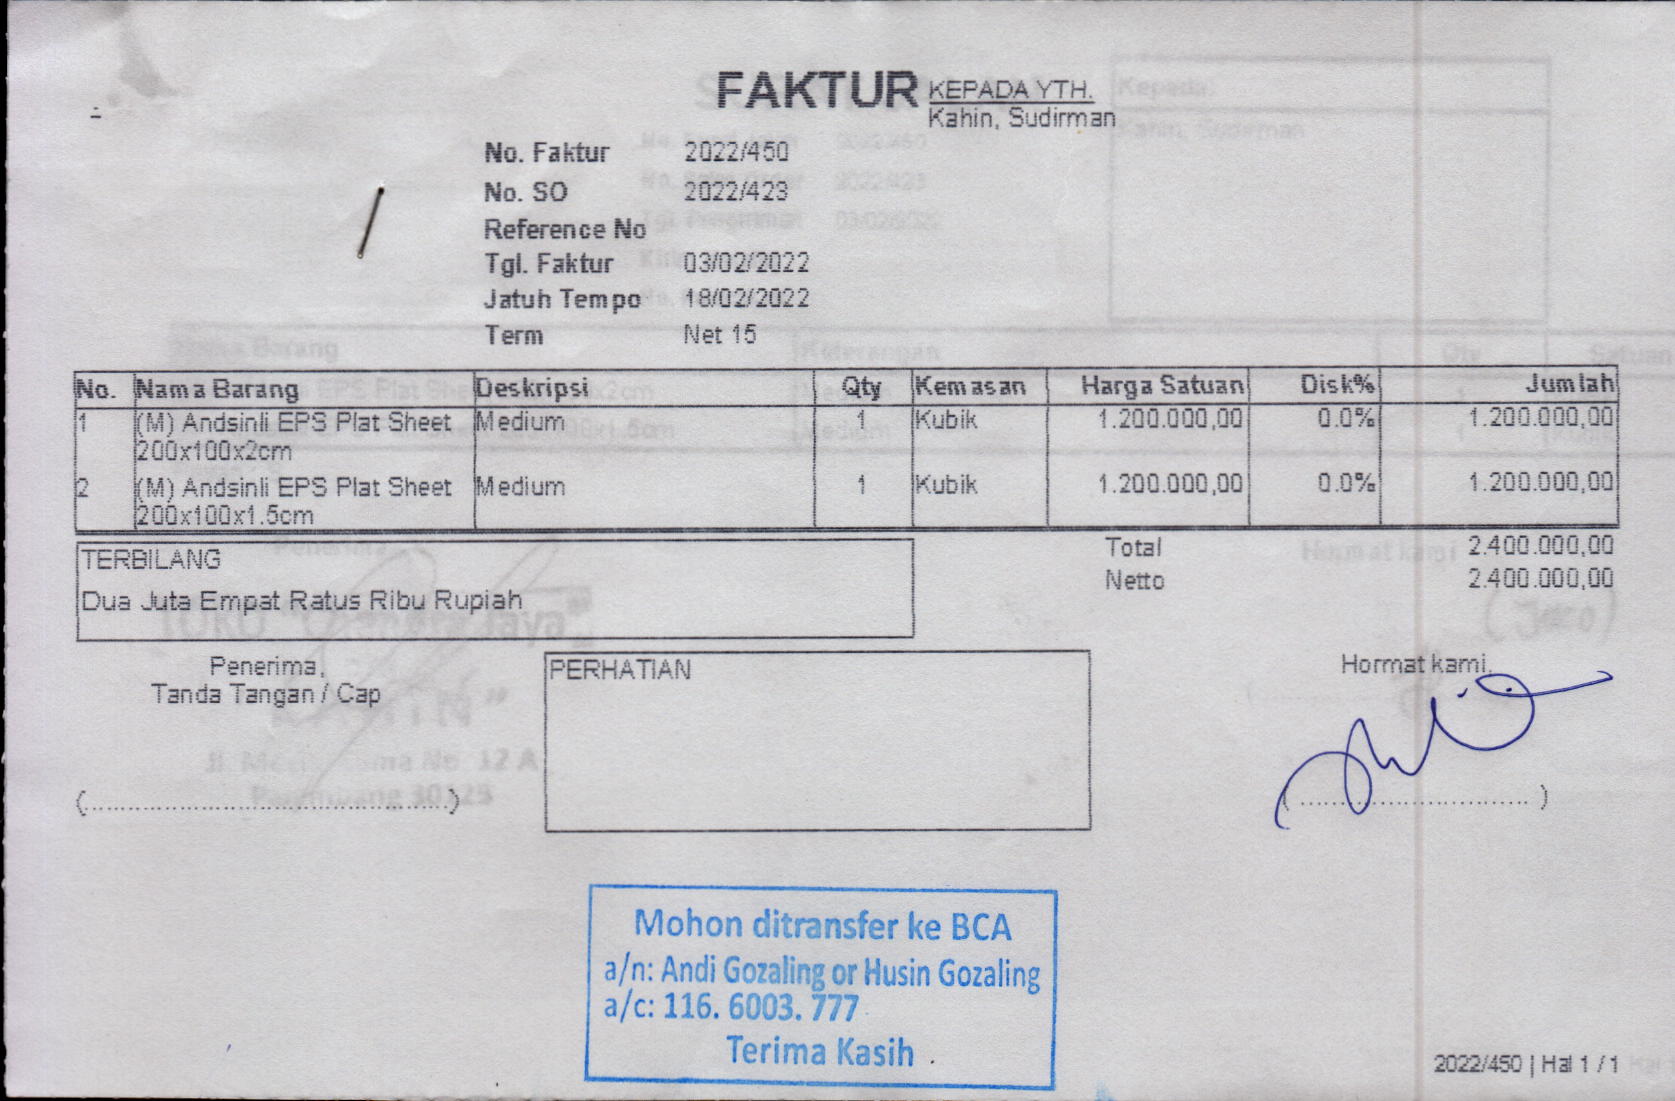 FAKTUR
KEPADA YTH.
Kahin, Sudirman
No. Faktur 2022/450
No. SO 2022/423
Reference No
Tgl. Faktur 03/02/2022
Jatuh Tempo 18/02/2022
Term Net 15
No. Nama Barang Deskripsi Qty Kemasan Harga Satuan Disk% Jumlah
1 (M) Andsinli EPS Plat Sheet Medium 1 Kubik 1.200.000,00 0.0% 1.200.000,00
200x100x2cm
2 (M) Andsinli EPS Plat Sheet Medium 1 Kubik 1.200.000,00 0.0% 1.200.000,00
200x100x1.5cm
Total 2.400.000,00
Netto 2.400.000,00
TERBILANG
Dua Juta Empat Ratus Ribu Rupiah
Penerima,
Tanda Tangan / Cap
(..........................................................)
PERHATIAN
Hormat kami,
(.................................... )
Mohon ditransfer ke BCA
a/n: Andi Gozaling or Husin Gozaling
a/c: 116. 6003. 777
Terima Kasih
2022/450 | Hal 1 / 1